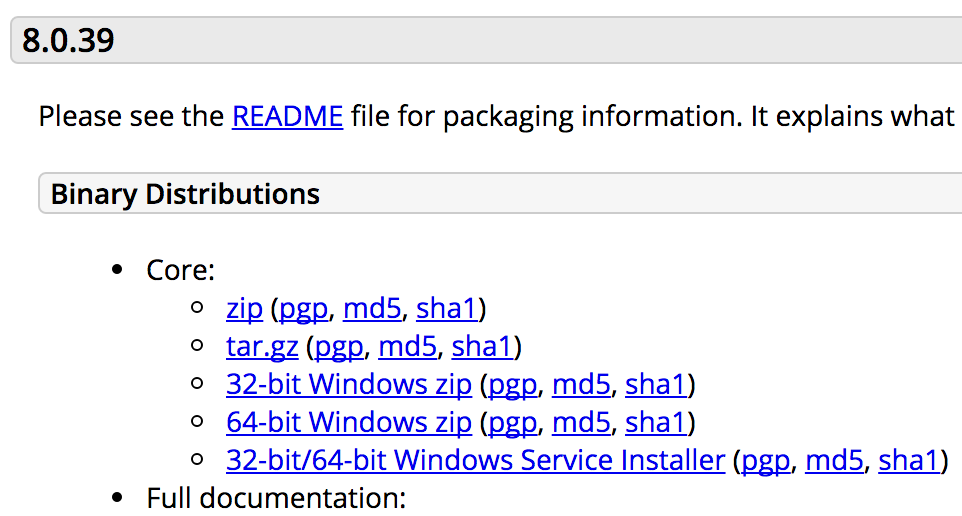 8.0.39
Please see the README file for packaging information. It explains what
Binary Distributions
Core:
zip (pgp, md5, sha1)
tar.gz (pgp, md5, sha1)
32-bit Windows zip (pgp, md5, sha1)
64-bit Windows zip (pgp, md5, sha1)
32-bit/64-bit Windows Service Installer (pgp, md5, sha1)
Full documentation: